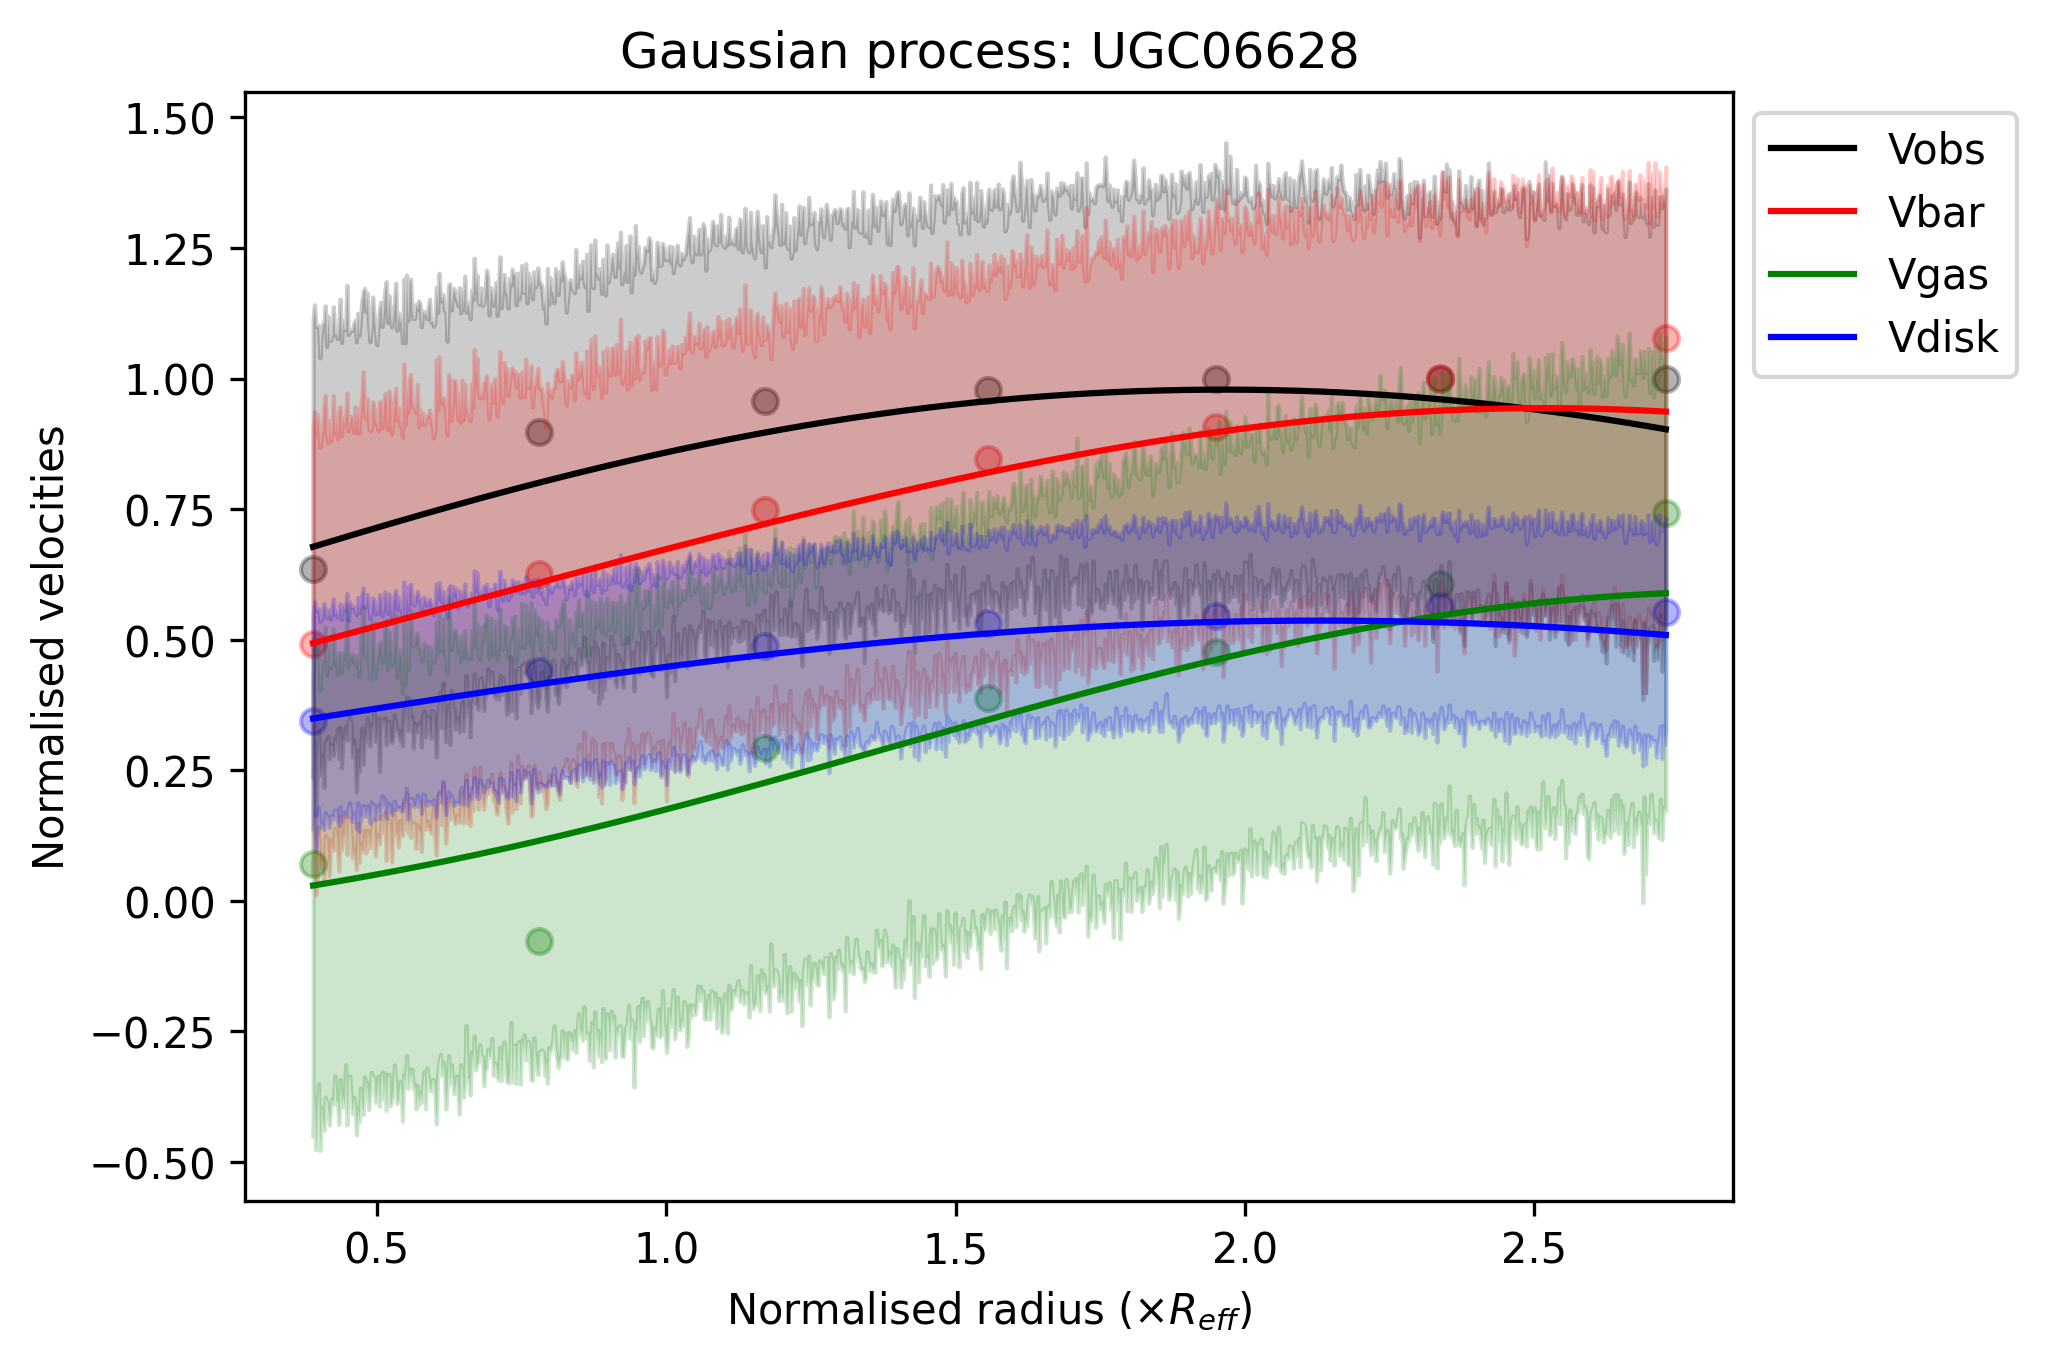 Gaussian process: UGC06628
Normalised velocities
1.50
1.25
1.00
0.75
0.50
0.25
0.00
−0.25
−0.50
0.5
1.0
1.5
2.0
2.5
Normalised radius (×R_eff)
Vobs
Vbar
Vgas
Vdisk